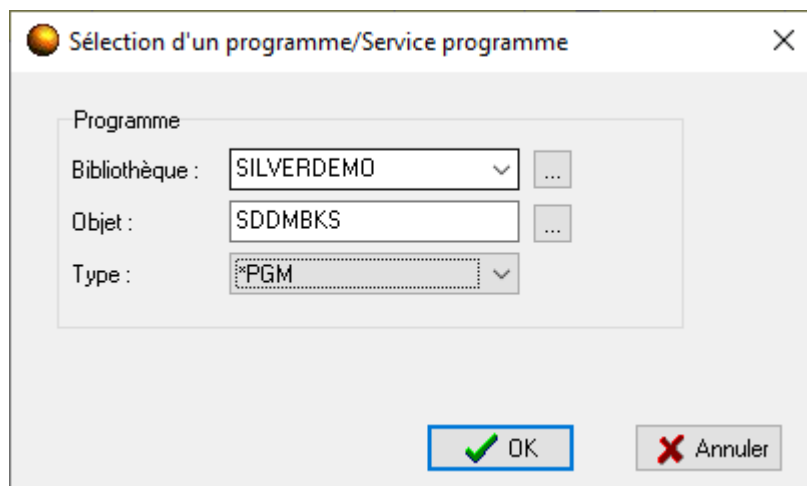 Sélection d'un programme/Service programme
Programme
Bibliothèque : SILVERDEMO ...
Objet : SDDMBKS ...
Type : *PGM
OK Annuler